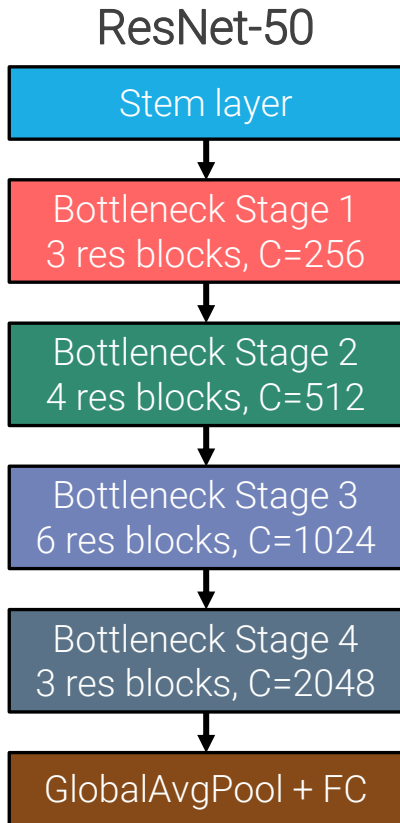 ResNet-50
Stem layer
Bottleneck Stage 1
3 res blocks, C=256
Bottleneck Stage 2
4 res blocks, C=512
Bottleneck Stage 3
6 res blocks, C=1024
Bottleneck Stage 4
3 res blocks, C=2048
GlobalAvgPool + FC